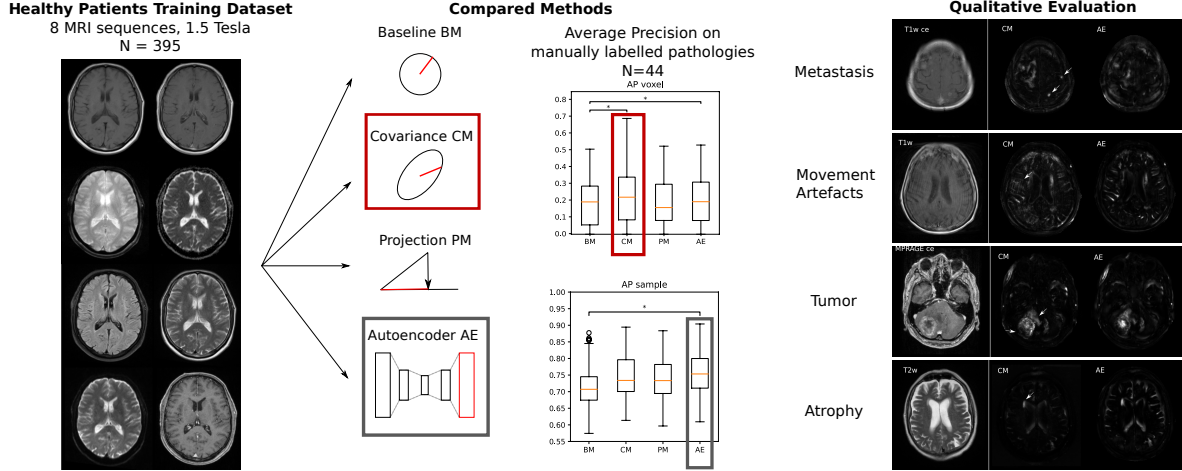 Healthy Patients Training Dataset
8 MRI sequences, 1.5 Tesla
N = 395
Compared Methods
Baseline BM
Covariance CM
Projection PM
Autoencoder AE
Average Precision on
manually labelled pathologies
N=44
AP voxel
*
*
0.8
0.7
0.6
0.5
0.4
0.3
0.2
0.1
0.0
BM CM PM AE
AP sample
*
1.00
0.95
0.90
0.85
0.80
0.75
0.70
0.65
0.60
0.55
BM CM PM AE
Qualitative Evaluation
Metastasis
T1w ce CM AE
Movement
Artefacts
T1w CM AE
Tumor
MPRAGE ce CM AE
Atrophy
T2w CM AE